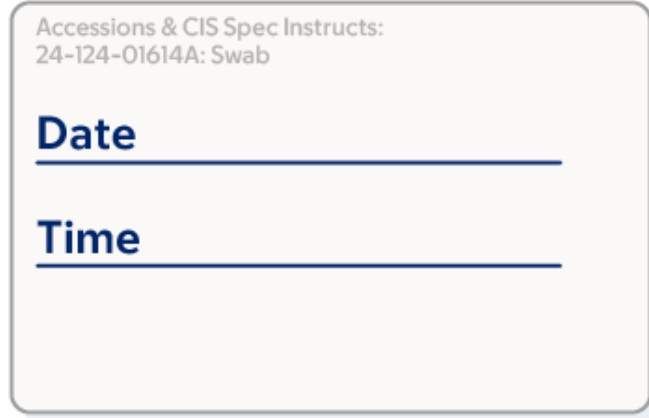 Accessions & CIS Spec Instructs:
24-124-01614A: Swab
Date
Time